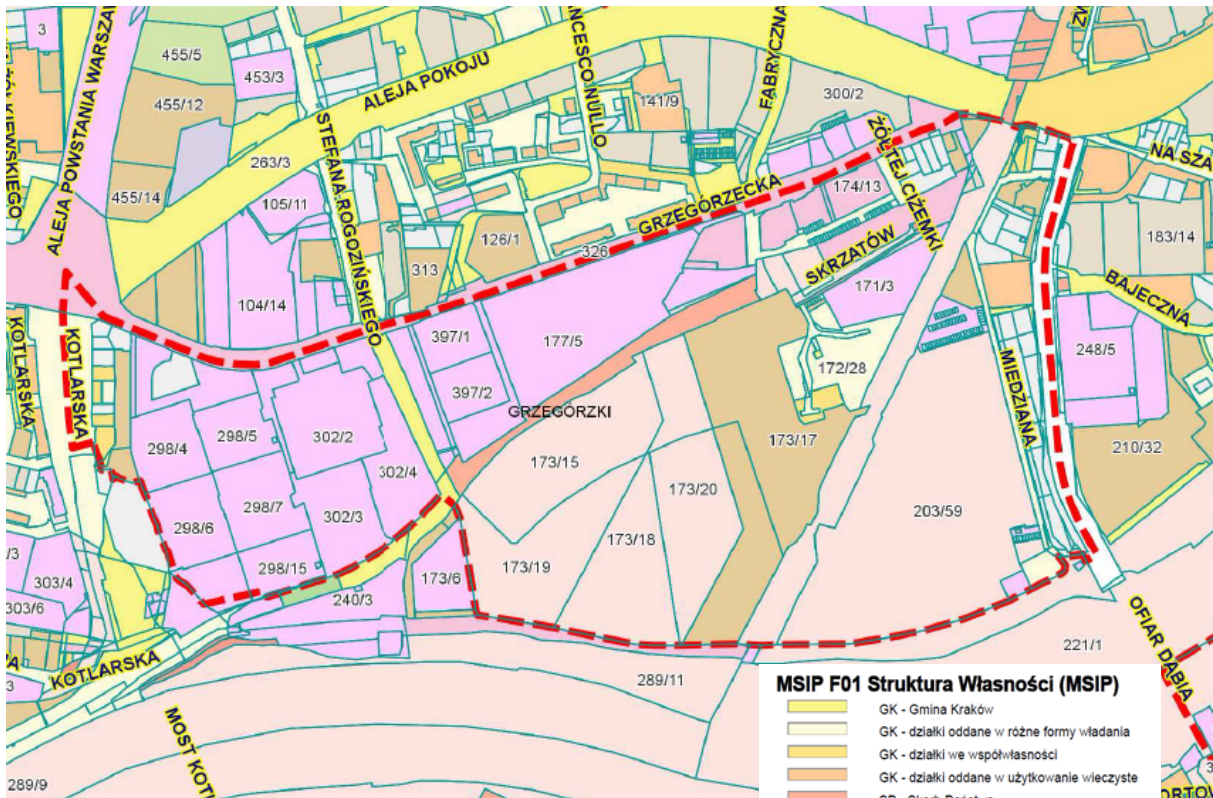 3
455/5
453/3
455/12
ALEJA POKOJU
141/9
FABRYCZNA
300/2
263/3
ALEJA POWSTANIA WARSZAW
STEFANA ROGOZIŃSKIEGO
ANCESCO NULLO
ŻÓŁTEJ CIŻEMKI
NA SZA
455/14
105/11
GRZEGÓRZECKA
174/13
126/1
326
183/14
313
SKRZATÓW
104/14
171/3
BAJECZNA
KOTLARSKA
KOTLARSKA
397/1
177/5
172/28
MIEDZIANA
248/5
397/2
GRZEGÓRZKI
298/5
302/2
298/4
173/17
210/32
302/4
173/15
173/20
298/7
302/3
298/6
173/18
203/59
298/15
173/19
173/6
/3
303/4
303/6
240/3
OFIAR DĄBIA
221/1
KOTLARSKA
289/11
MOST KOTL
289/9
MSIP F01 Struktura Własności (MSIP)
GK - Gmina Kraków
GK - działki oddane w różne formy władania
GK - działki we współwłasności
GK - działki oddane w użytkowanie wieczyste